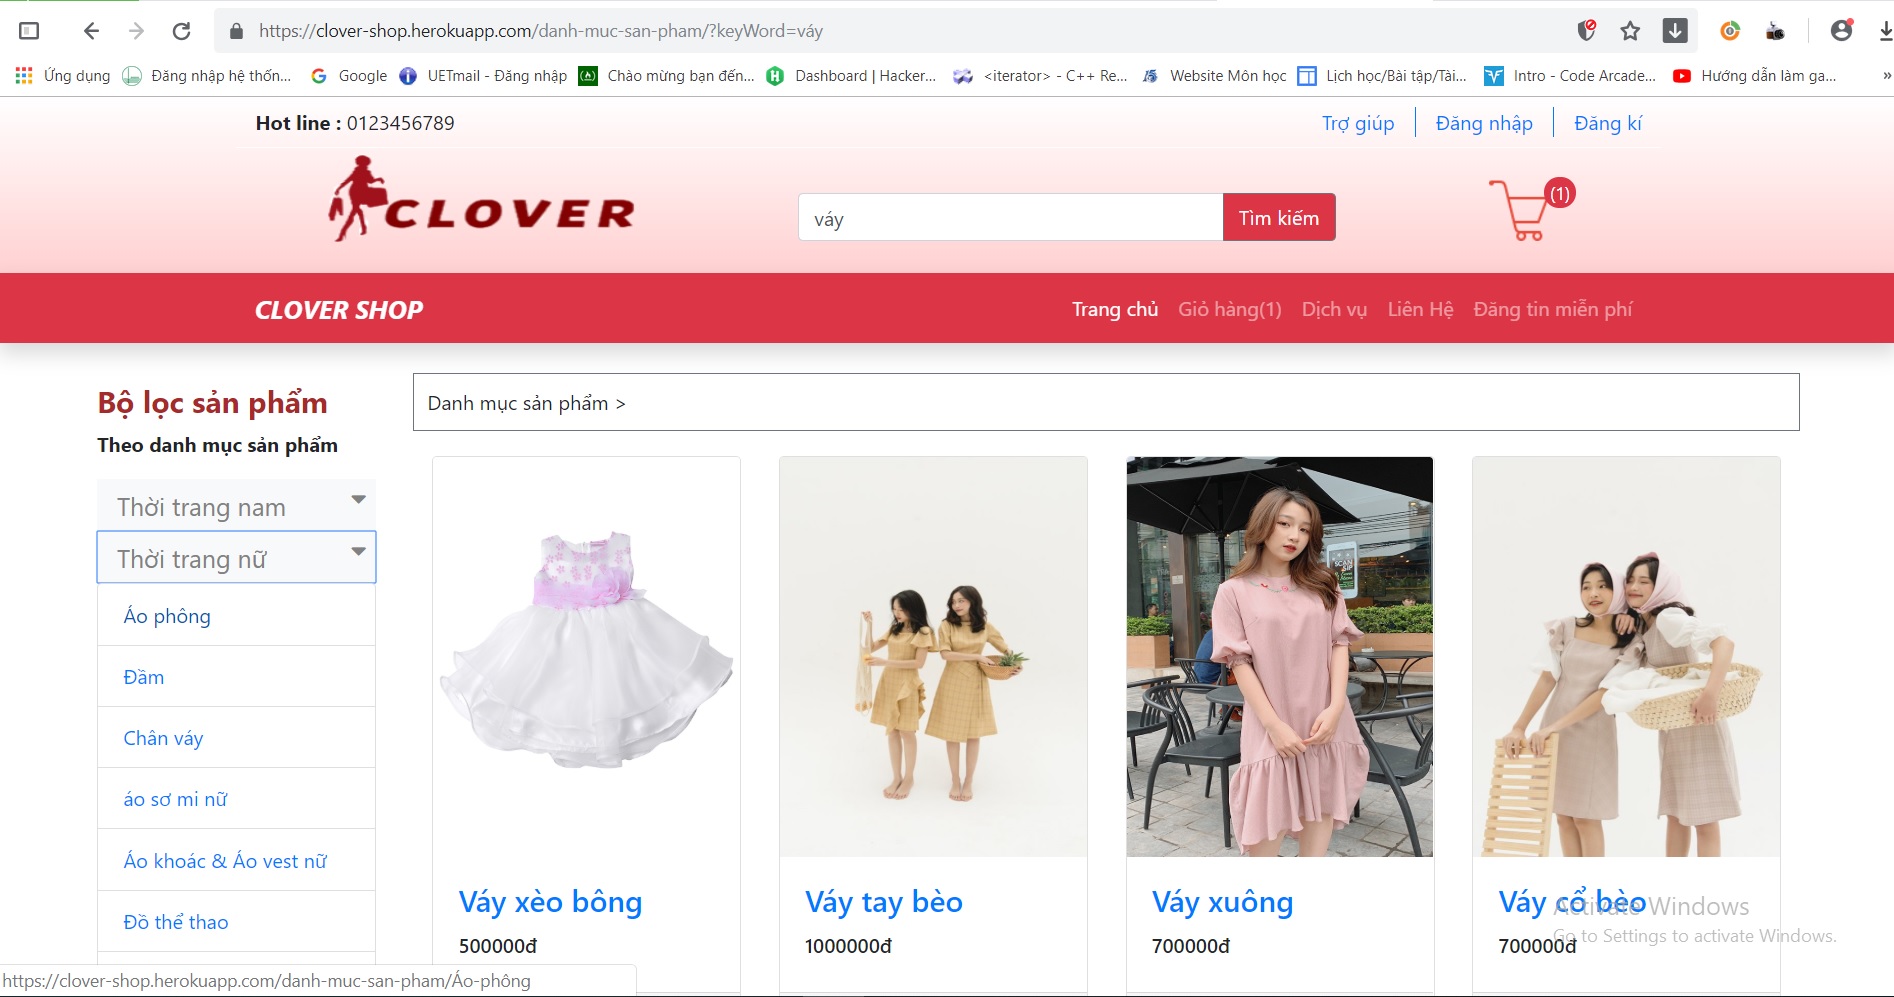 https://clover-shop.herokuapp.com/danh-muc-san-pham/?keyWord=váy
Ứng dụng Đăng nhập hệ thốn... Google UETmail - Đăng nhập Chào mừng bạn đến... Dashboard | Hacker... <iterator> - C++ Re... Website Môn học Lịch học/Bài tập/Tài... Intro - Code Arcade... Hướng dẫn làm ga... »
Hot line : 0123456789
Trợ giúp Đăng nhập Đăng kí
CLOVER
váy
Tìm kiếm
(1)
CLOVER SHOP
Trang chủ Giỏ hàng(1) Dịch vụ Liên Hệ Đăng tin miễn phí
Bộ lọc sản phẩm
Theo danh mục sản phẩm
Thời trang nam
Thời trang nữ
Áo phông
Đầm
Chân váy
áo sơ mi nữ
Áo khoác & Áo vest nữ
Đồ thể thao
Danh mục sản phẩm >
SCAN
Váy xèo bông
500000đ
Váy tay bèo
1000000đ
Váy xuông
700000đ
Váy cổ bèo
700000đ
Activate Windows
Go to Settings to activate Windows.
https://clover-shop.herokuapp.com/danh-muc-san-pham/Áo-phông